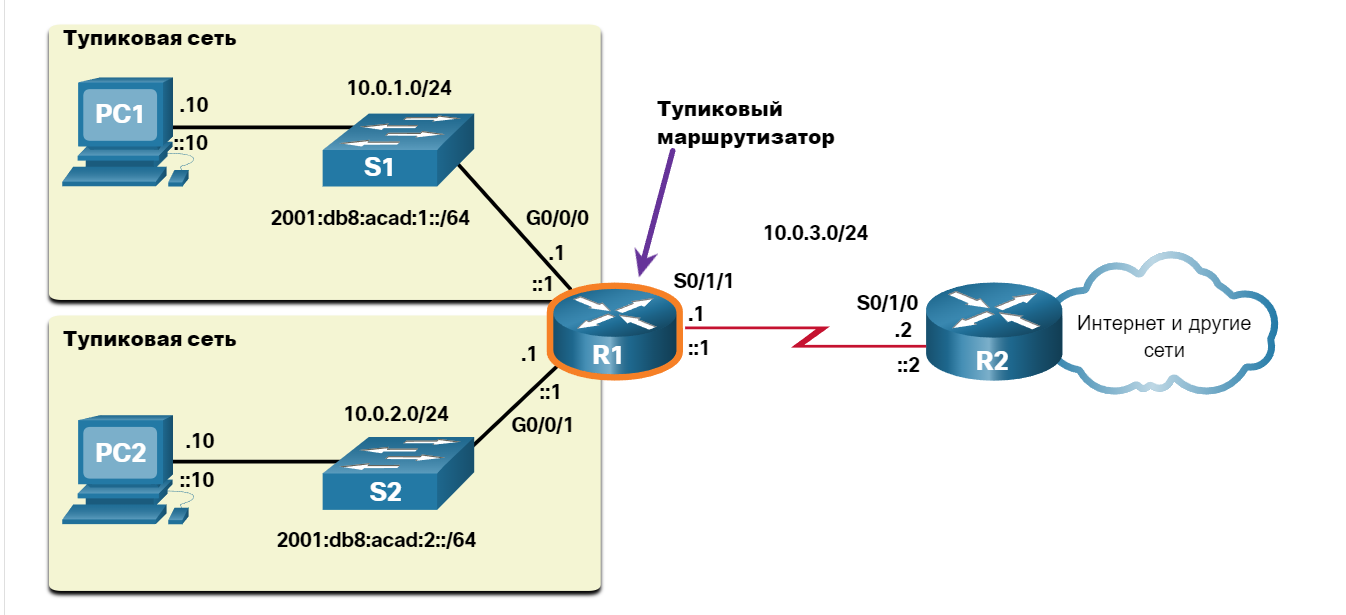 Тупиковая сеть
PC1
.10
::10
10.0.1.0/24
S1
2001:db8:acad:1::/64
G0/0/0
.1
::1
Тупиковый
маршрутизатор
10.0.3.0/24
S0/1/1
.1
::1
R1
S0/1/0
.2
::2
R2
Интернет и другие
сети
Тупиковая сеть
.1
::1
G0/0/1
10.0.2.0/24
PC2
.10
::10
S2
2001:db8:acad:2::/64